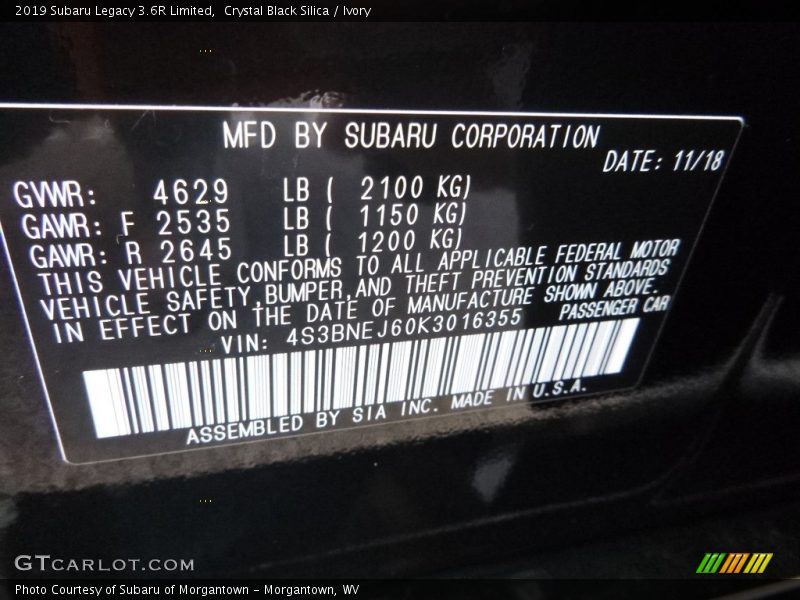 2019 Subaru Legacy 3.6R Limited,  Crystal Black Silica / Ivory
MFD BY SUBARU CORPORATION
DATE: 11/18
GVWR: 4629 LB ( 2100 KG)
GAWR: F 2535 LB ( 1150 KG)
GAWR: R 2645 LB ( 1200 KG)
THIS VEHICLE CONFORMS TO ALL APPLICABLE FEDERAL MOTOR
VEHICLE SAFETY,BUMPER,AND THEFT PREVENTION STANDARDS
IN EFFECT ON THE DATE OF MANUFACTURE SHOWN ABOVE.
VIN: 4S3BNEJ60K3016355 PASSENGER CAR
ASSEMBLED BY SIA INC. MADE IN U.S.A.
GTCARLOT.COM
Photo Courtesy of Subaru of Morgantown - Morgantown, WV